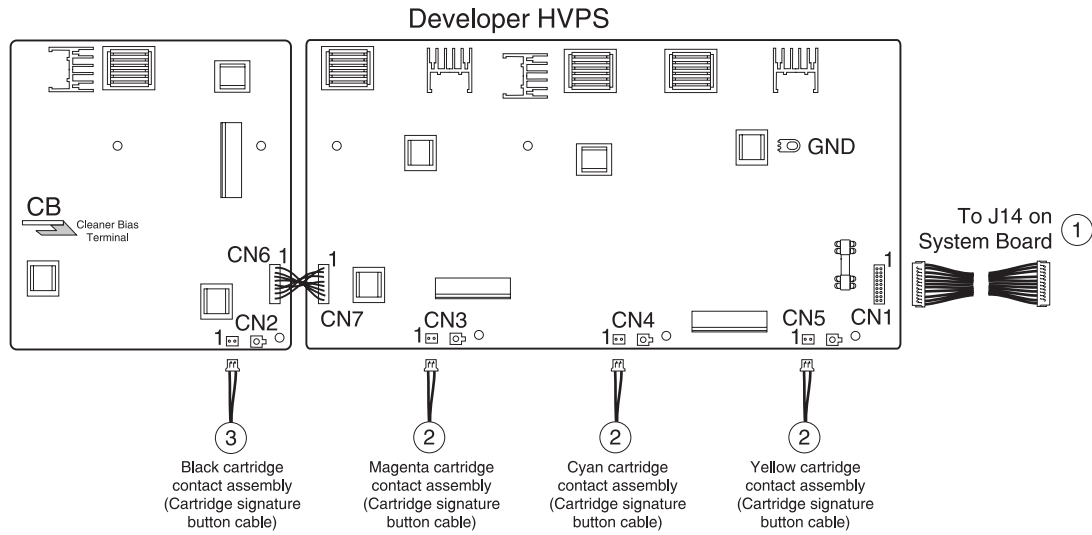 Developer HVPS
GND
CB
Cleaner Bias
Terminal
To J14 on
System Board
1
CN6 1
1
1
CN2
1
CN7
CN3
1
CN4
1
CN5
1
CN1
3
Black cartridge
contact assembly
(Cartridge signature
button cable)
2
Magenta cartridge
contact assembly
(Cartridge signature
button cable)
2
Cyan cartridge
contact assembly
(Cartridge signature
button cable)
2
Yellow cartridge
contact assembly
(Cartridge signature
button cable)